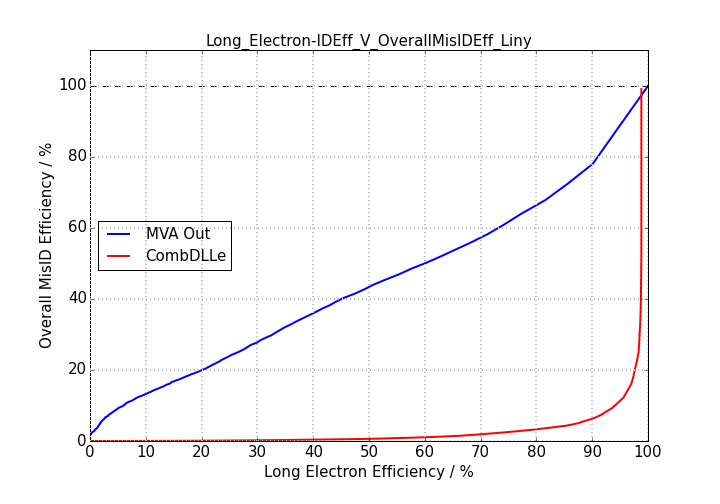 Long_Electron-IDEff_V_OverallMisIDEff_Liny
100
80
60
40
20
0
Overall MisID Efficiency / %
MVA Out
CombDLLe
0 10 20 30 40 50 60 70 80 90 100
Long Electron Efficiency / %